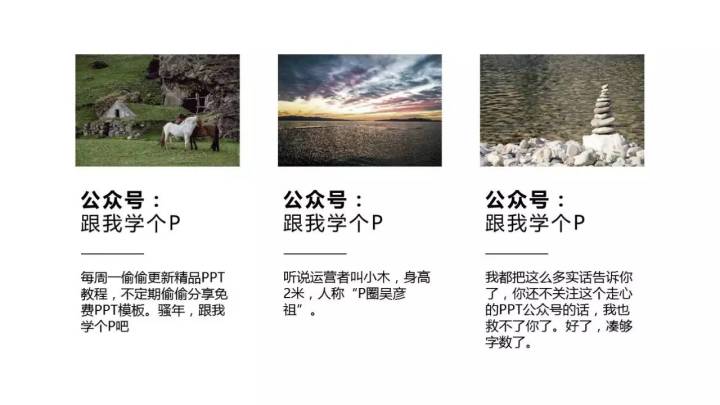 公众号：
跟我学个P
每周一偷偷更新精品PPT
教程，不定期偷偷分享免
费PPT模板。骚年，跟我
学个P吧
公众号：
跟我学个P
听说运营者叫小木，身高
2米，人称“P圈吴彦
祖”。
公众号：
跟我学个P
我都把这么多实话告诉你
了，你还不关注这个走心
的PPT公众号的话，我也
救不了你了。好了，凑够
字数了。